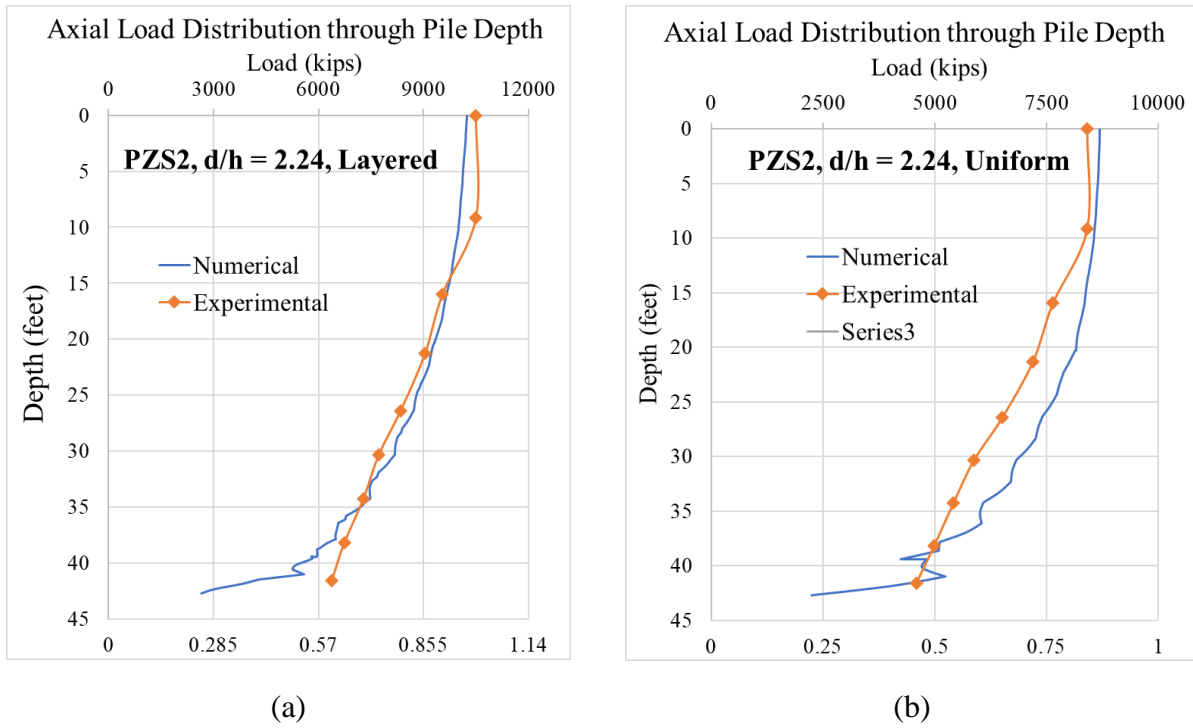 Axial Load Distribution through Pile Depth
Load (kips)
0 3000 6000 9000 12000
0
5
10
15
20
25
30
35
40
45
Depth (feet)
PZS2, d/h = 2.24, Layered
Numerical
Experimental
0 0.285 0.57 0.855 1.14
(a)
Axial Load Distribution through Pile Depth
Load (kips)
0 2500 5000 7500 10000
0
5
10
15
20
25
30
35
40
45
Depth (feet)
PZS2, d/h = 2.24, Uniform
Numerical
Experimental
Series3
0 0.25 0.5 0.75 1
(b)